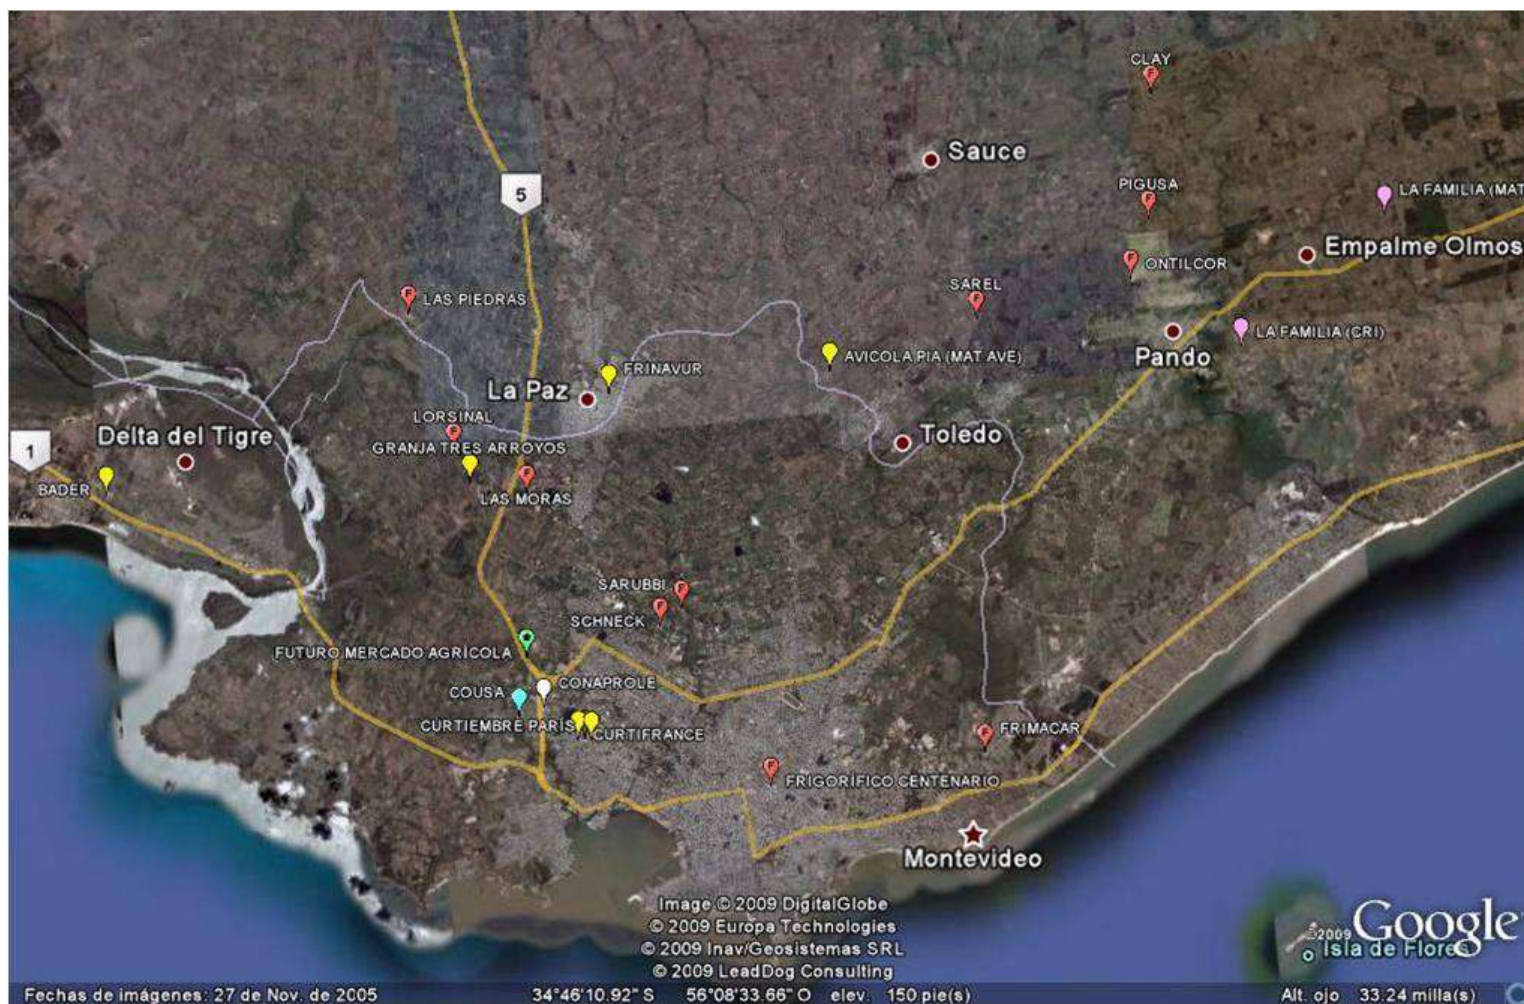 CLAY
Sauce
PIGUSA
LA FAMILIA (MAT
5
Empalme Olmos
ONTILCOR
SAREL
LAS PIEDRAS
LA FAMILIA (CRI)
Pando
AVICOLA PIA (MAT AVE)
FRINAVUR
La Paz
LORSINAL
Toledo
Delta del Tigre
1
GRANJA TRES ARROYOS
BADER
LAS MORAS
SARUBBI
SCHNECK
FUTURO MERCADO AGRÍCOLA
CONAPROLE
COUSA
CURTIEMBRE PARÍS
CURTIFRANCE
FRIMACAR
FRIGORÍFICO CENTENARIO
Montevideo
Image © 2009 DigitalGlobe
© 2009 Europa Technologies
© 2009 Inav/Geosistemas SRL
© 2009 LeadDog Consulting
©2009 Google
Isla de Flores
Fechas de imágenes: 27 de Nov. de 2005 34°46'10.92" S 56°08'33.66" O elev. 150 pie(s) Alt. ojo 33.24 milla(s)